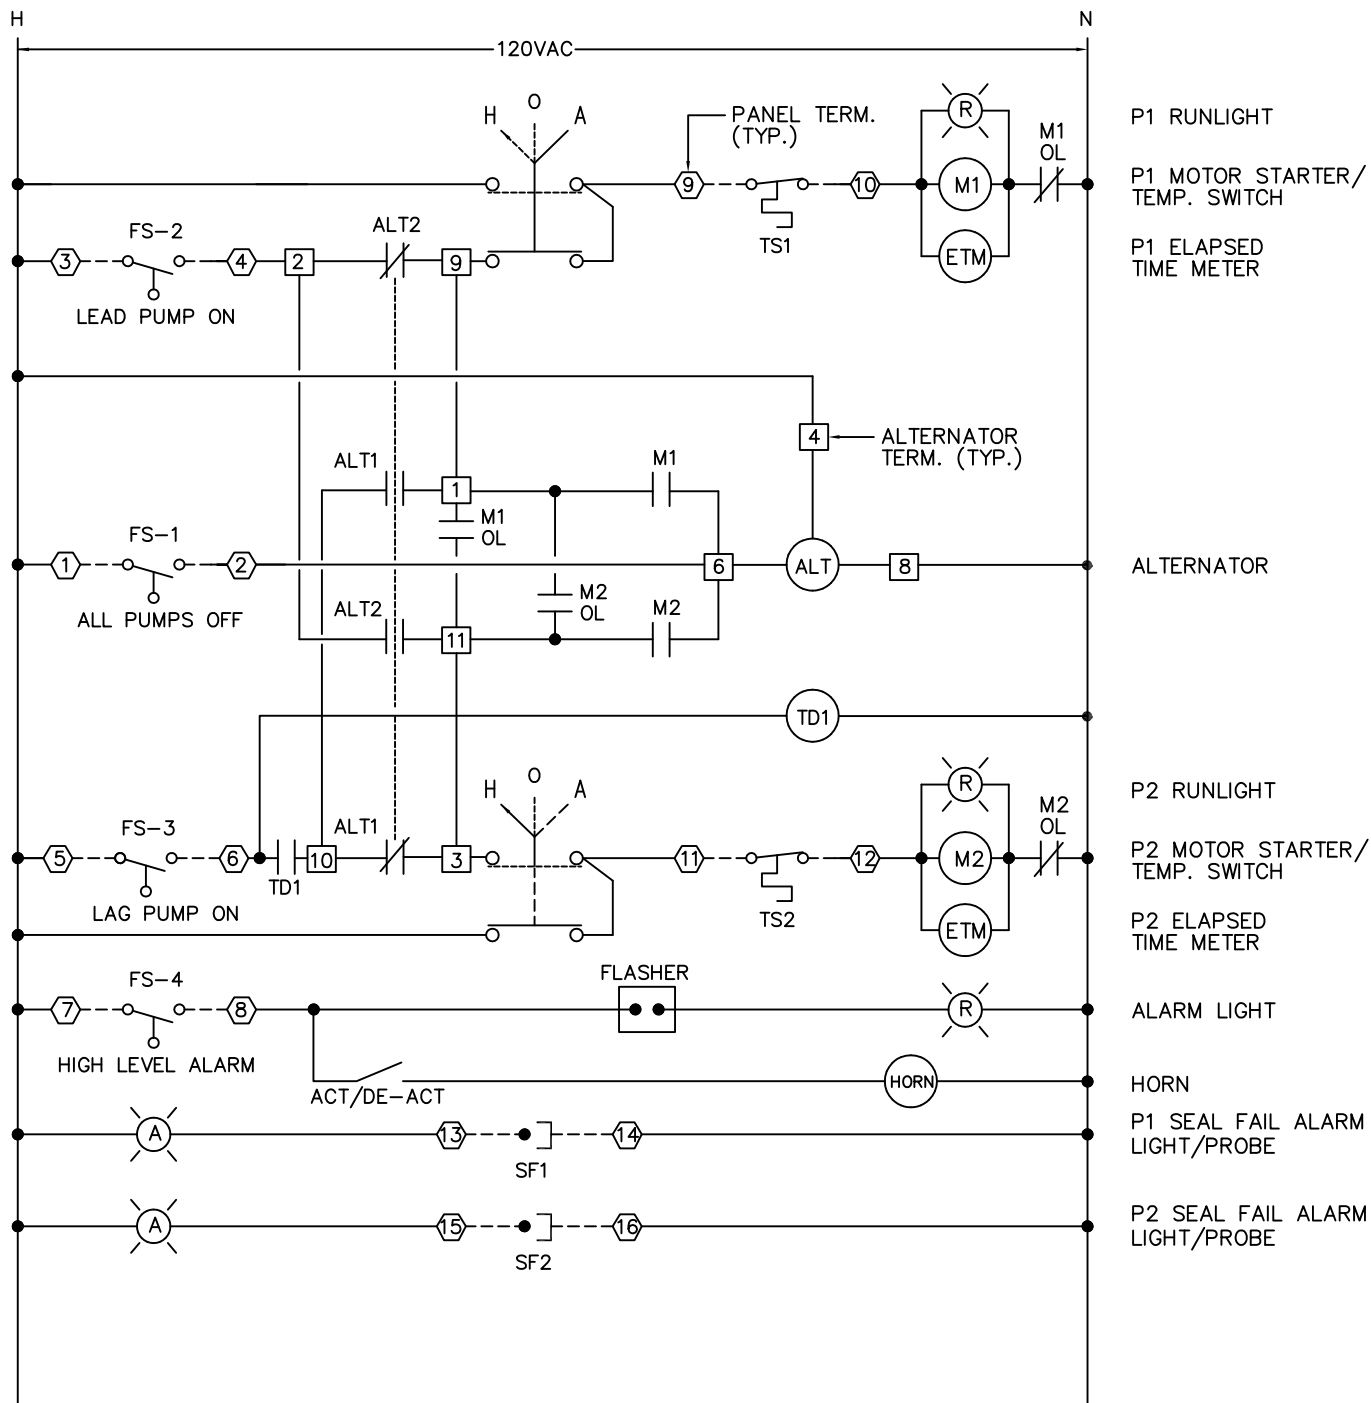 H
N
120VAC
H O A
PANEL TERM.
(TYP.)
R
P1 RUNLIGHT
M1
OL
9
TS1
10
M1
P1 MOTOR STARTER/
TEMP. SWITCH
FS-2
3
4
2
ALT2
9
ETM
P1 ELAPSED
TIME METER
LEAD PUMP ON
4
ALTERNATOR
TERM. (TYP.)
ALT1
1
M1
M1
OL
FS-1
1
2
6
ALT
8
ALTERNATOR
ALL PUMPS OFF
M2
OL
ALT2
11
M2
TD1
H O A
R
P2 RUNLIGHT
M2
OL
FS-3
5
6
TD1
10
ALT1
3
11
TS2
12
M2
P2 MOTOR STARTER/
TEMP. SWITCH
LAG PUMP ON
ETM
P2 ELAPSED
TIME METER
FS-4
7
8
FLASHER
R
ALARM LIGHT
HIGH LEVEL ALARM
ACT/DE-ACT
HORN
HORN
A
13
SF1
14
P1 SEAL FAIL ALARM
LIGHT/PROBE
A
15
SF2
16
P2 SEAL FAIL ALARM
LIGHT/PROBE